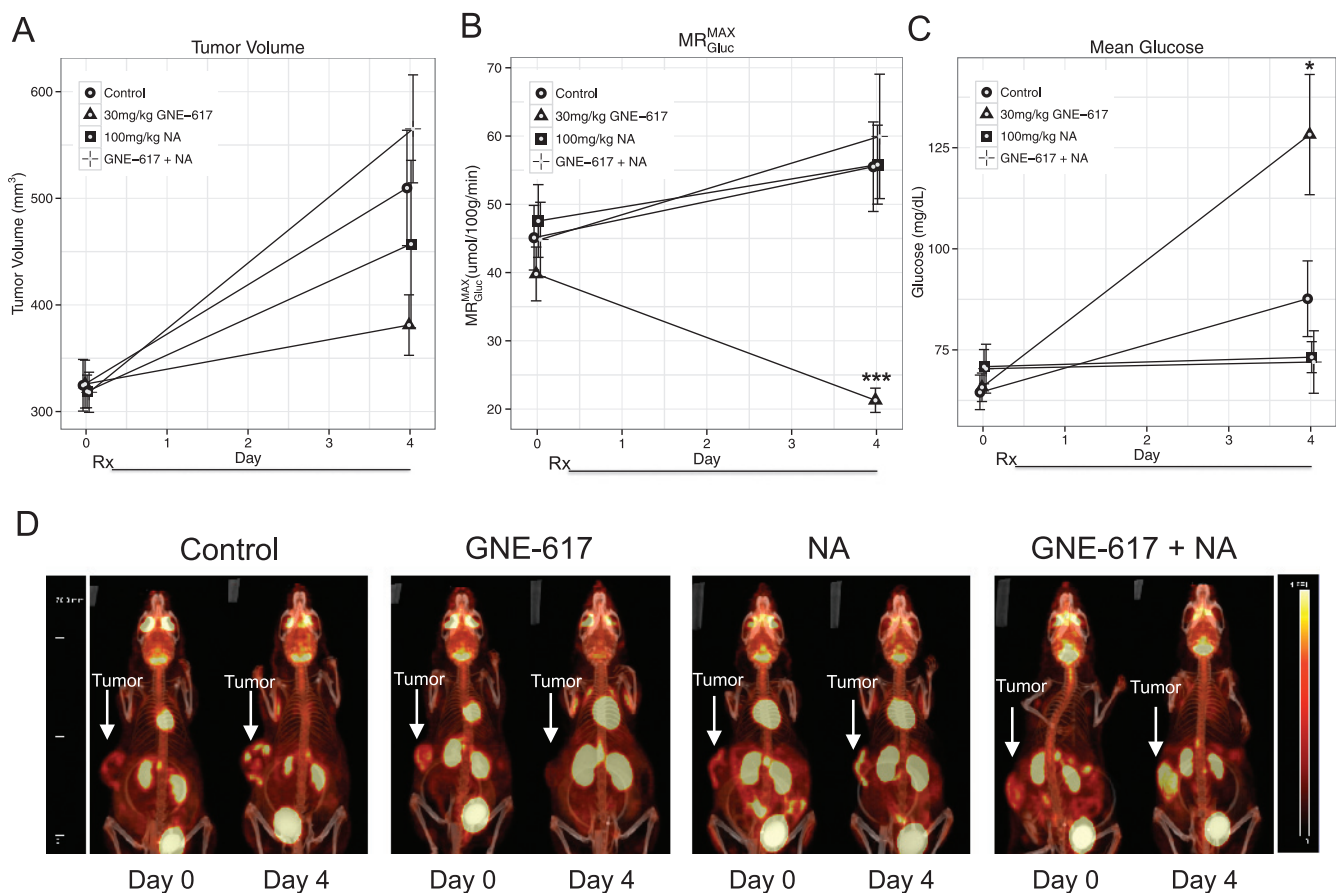 A
Tumor Volume
Tumor Volume (mm³)
600
500
400
300
Control
30mg/kg GNE−617
100mg/kg NA
GNE−617 + NA
0 1 2 3 4
Day
Rx
B
MR^MAX_Gluc
MR^MAX_Gluc(umol/100g/min)
70
60
50
40
30
20
Control
30mg/kg GNE−617
100mg/kg NA
GNE−617 + NA
***
0 1 2 3 4
Day
Rx
C
Mean Glucose
Glucose (mg/dL)
125
100
75
Control
30mg/kg GNE−617
100mg/kg NA
GNE−617 + NA
*
0 1 2 3 4
Day
Rx
D
Control GNE-617 NA GNE-617 + NA
Tumor Tumor Tumor Tumor Tumor Tumor Tumor Tumor
Day 0 Day 4 Day 0 Day 4 Day 0 Day 4 Day 0 Day 4